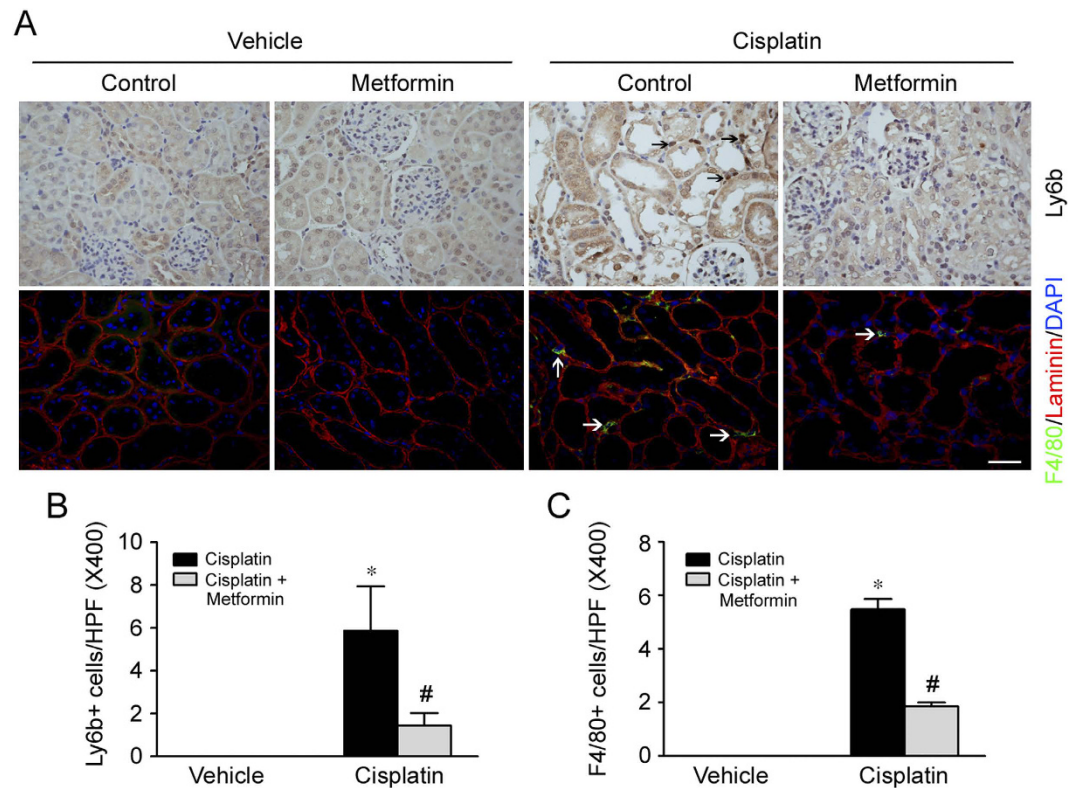 A
Vehicle
Cisplatin
Control
Metformin
Control
Metformin
Ly6b
F4/80/Laminin/DAPI
B
Ly6b+ cells/HPF (X400)
10
8
6
4
2
0
Cisplatin
Cisplatin +
Metformin
*
#
Vehicle
Cisplatin
C
F4/80+ cells/HPF (X400)
8
6
4
2
0
Cisplatin
Cisplatin +
Metformin
*
#
Vehicle
Cisplatin